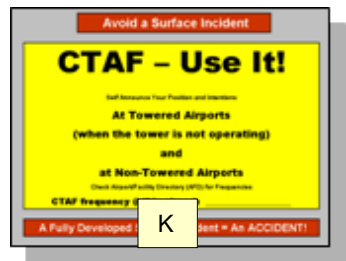 Avoid a Surface Incident
CTAF – Use It!
Self Announce Your Position and Intentions
At Towered Airports
(when the tower is not operating)
and
at Non-Towered Airports
Check Airport/Facility Directory (AFD) for Frequencies
CTAF frequency
K
A Fully Developed dent = An ACCIDENT!